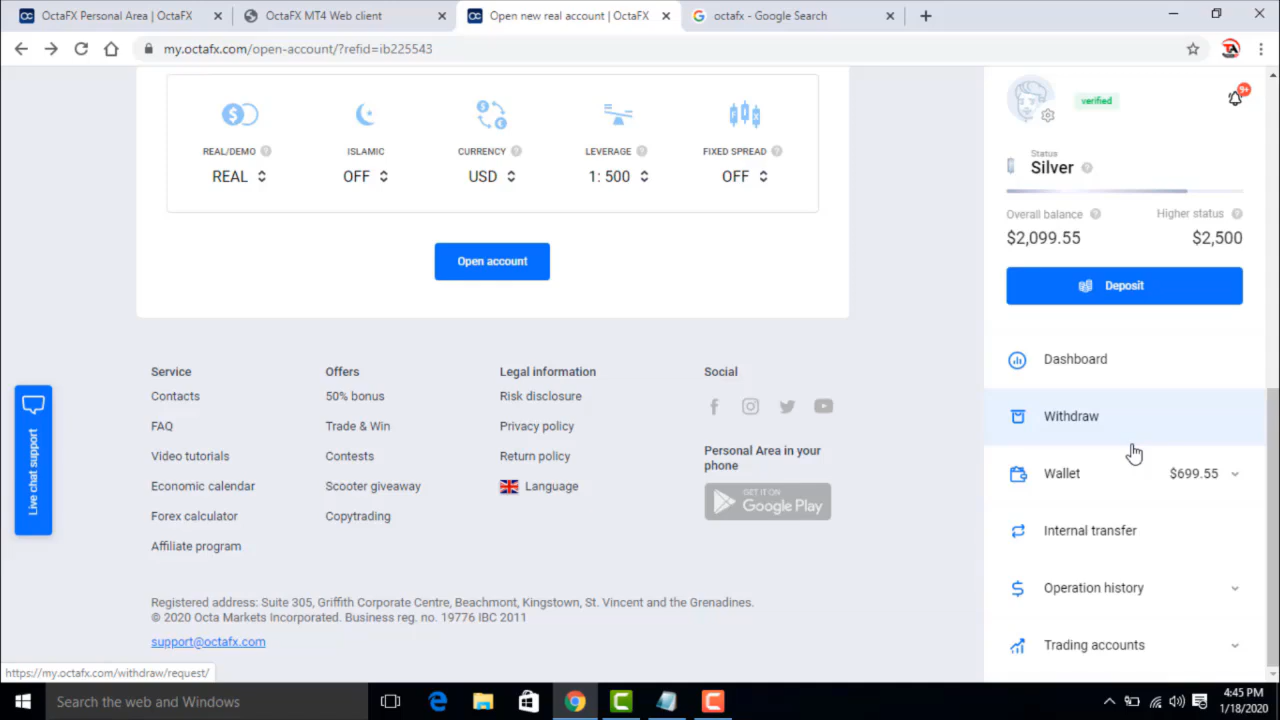 OctaFX Personal Area | OctaFX
OctaFX MT4 Web client
Open new real account | OctaFX
octafx - Google Search
my.octafx.com/open-account/?refid=ib225543
REAL/DEMO ?
ISLAMIC
CURRENCY ?
LEVERAGE ?
FIXED SPREAD ?
REAL
OFF
USD
1: 500
OFF
Open account
Service
Contacts
FAQ
Video tutorials
Economic calendar
Forex calculator
Affiliate program
Offers
50% bonus
Trade & Win
Contests
Scooter giveaway
Copytrading
Legal information
Risk disclosure
Privacy policy
Return policy
Language
Social
Personal Area in your
phone
GET IT ON
Google Play
Registered address: Suite 305, Griffith Corporate Centre, Beachmont, Kingstown, St. Vincent and the Grenadines.
© 2020 Octa Markets Incorporated. Business reg. no. 19776 IBC 2011
support@octafx.com
Live chat support
verified
9+
Status
Silver ?
Overall balance ?
Higher status ?
$2,099.55
$2,500
Deposit
Dashboard
Withdraw
Wallet $699.55
Internal transfer
Operation history
Trading accounts
https://my.octafx.com/withdraw/request/
Search the web and Windows
4:45 PM
1/18/2020